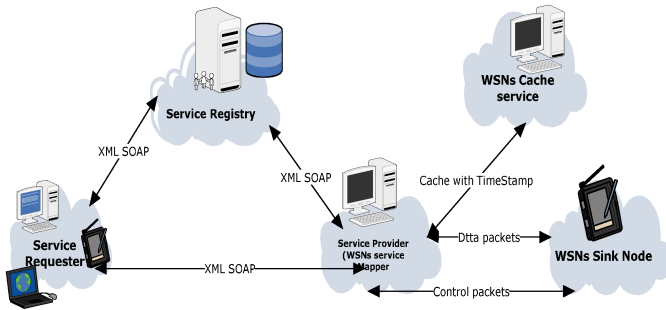 WSNs Cache
service
Service Registry
XML SOAP
XML SOAP
Cache with TimeStamp
Service
Requester
Service Provider
(WSNs service
Mapper
Dtta packets
WSNs Sink Node
XML SOAP
Control packets